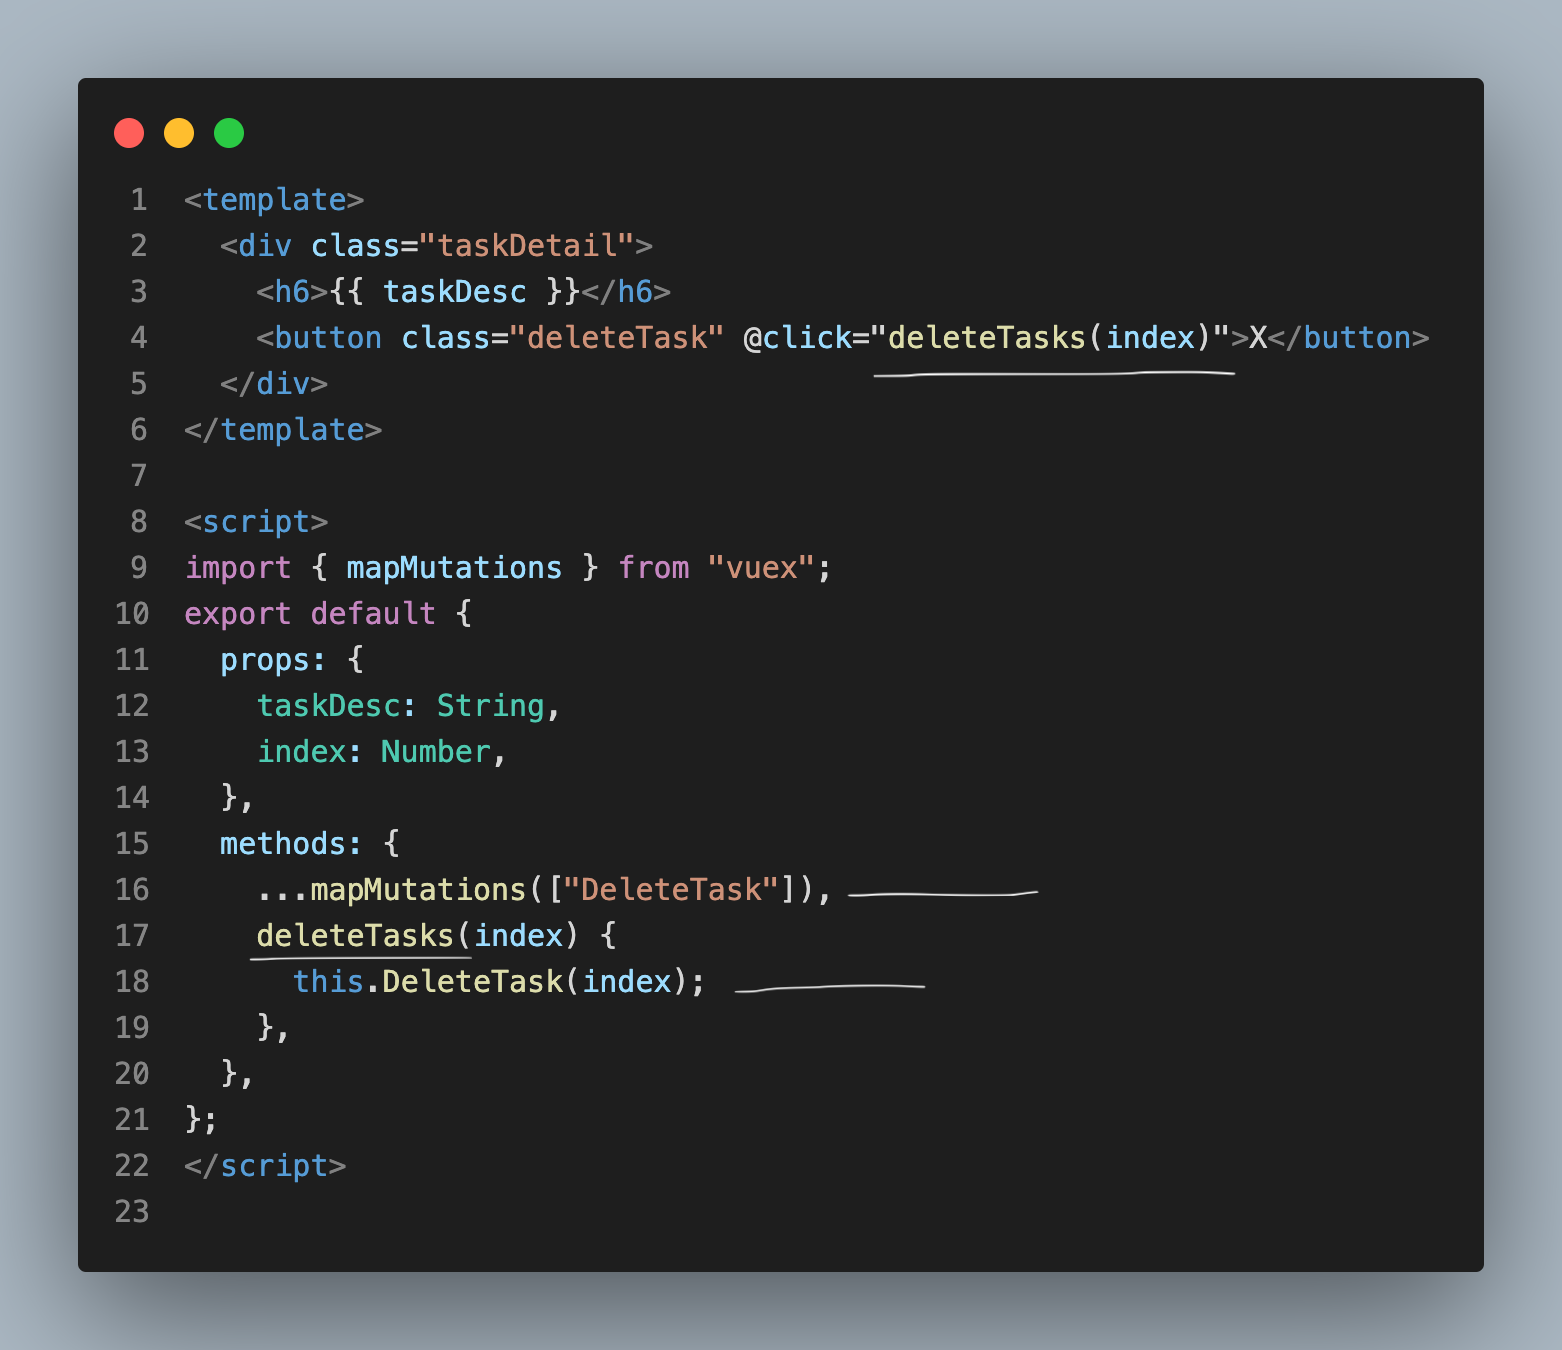 1 <template>
2   <div class="taskDetail">
3     <h6>{{ taskDesc }}</h6>
4     <button class="deleteTask" @click="deleteTasks(index)">X</button>
5   </div>
6 </template>
7
8 <script>
9 import { mapMutations } from "vuex";
10 export default {
11   props: {
12     taskDesc: String,
13     index: Number,
14   },
15   methods: {
16     ...mapMutations(["DeleteTask"]),
17     deleteTasks(index) {
18       this.DeleteTask(index);
19     },
20   },
21 };
22 </script>
23